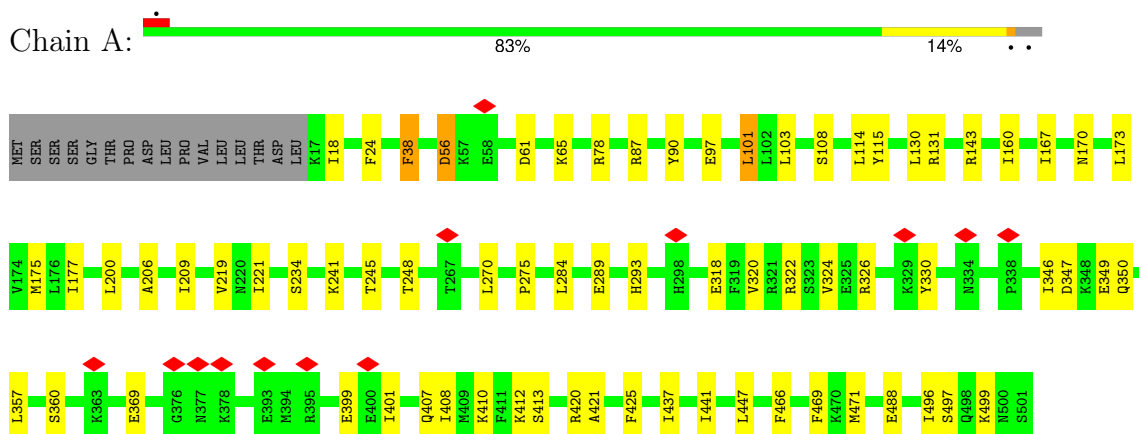 Chain A:
83% 14%
MET SER SER SER GLY THR PRO ASP LEU PRO VAL LEU LEU THR ASP LEU K17 I18 F24 F38 D56 K57 E58 D61 K65 R78 R87 Y90 E97 L101 L102 L103 S108 L114 Y115 L130 R131 R143 I160 I167 N170 L173
V174 M175 L176 I177 L200 A206 I209 V219 N220 I221 S234 K241 T245 T248 T267 L270 P275 L284 E289 H293 H298 E318 F319 V320 R321 R322 S323 V324 E325 R326 K329 Y330 N334 P338 I346 D347 K348 E349 Q350
L357 S360 K363 E369 G376 N377 K378 E393 M394 R395 E399 E400 I401 Q407 I408 M409 K410 F411 K412 S413 R420 A421 F425 I437 I441 L447 F466 F469 K470 M471 E488 I496 S497 Q498 K499 N500 S501